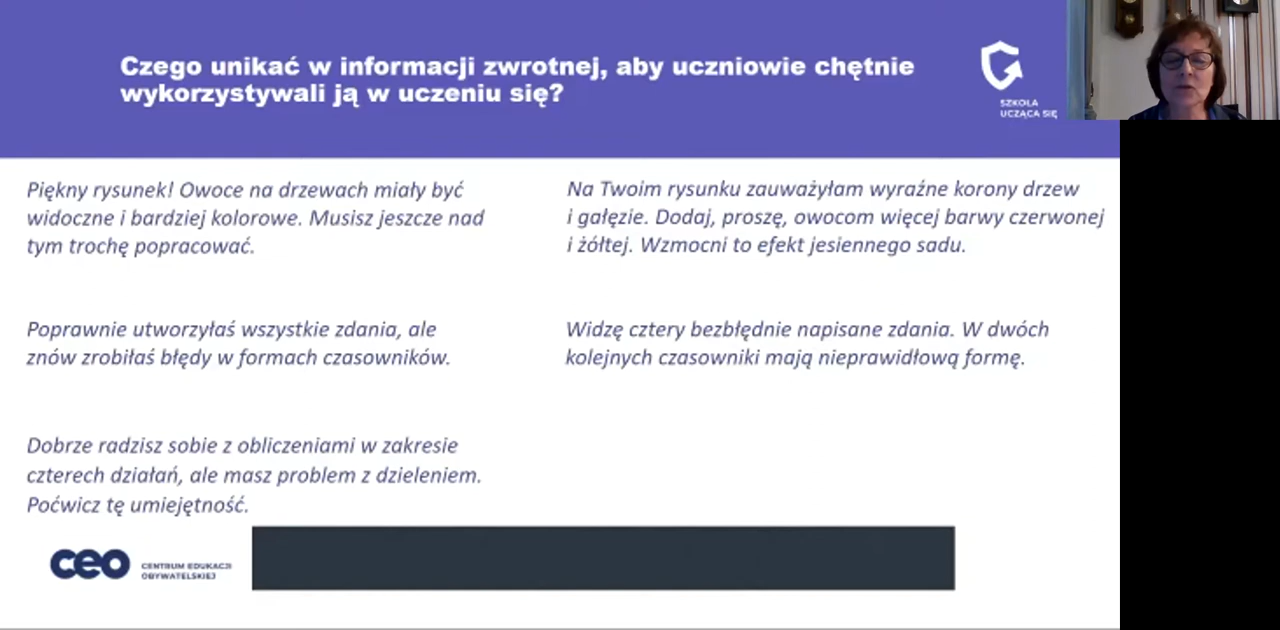 Czego unikać w informacji zwrotnej, aby uczniowie chętnie
wykorzystywali ją w uczeniu się?
SZKOŁA
UCZĄCA SIĘ
Piękny rysunek! Owoce na drzewach miały być
widoczne i bardziej kolorowe. Musisz jeszcze nad
tym trochę popracować.
Na Twoim rysunku zauważyłam wyraźne korony drzew
i gałęzie. Dodaj, proszę, owocom więcej barwy czerwonej
i żółtej. Wzmocni to efekt jesiennego sadu.
Poprawnie utworzyłaś wszystkie zdania, ale
znów zrobiłaś błędy w formach czasowników.
Widzę cztery bezbłędnie napisane zdania. W dwóch
kolejnych czasowniki mają nieprawidłową formę.
Dobrze radzisz sobie z obliczeniami w zakresie
czterech działań, ale masz problem z dzieleniem.
Poćwicz tę umiejętność.
ceo
CENTRUM EDUKACJI
OBYWATELSKIEJ